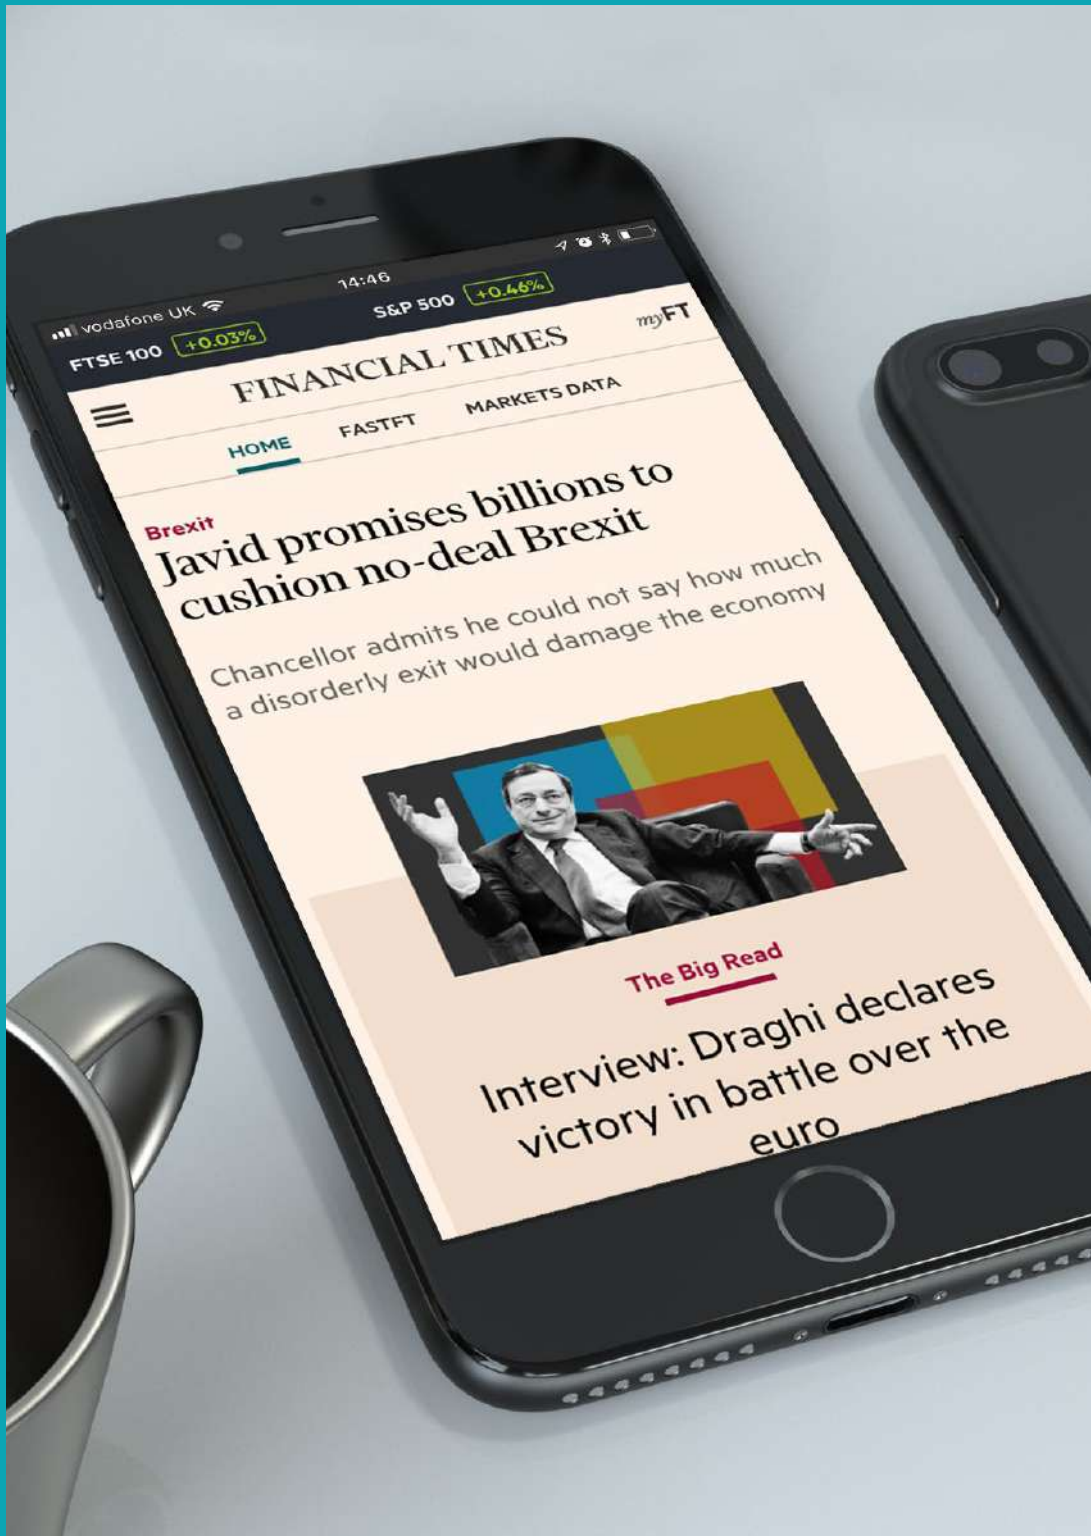 vodafone UK
14:46
FTSE 100 +0.03%
S&P 500 +0.46%
FINANCIAL TIMES
myFT
HOME
FASTFT
MARKETS DATA
Brexit
Javid promises billions to
cushion no-deal Brexit
Chancellor admits he could not say how much
a disorderly exit would damage the economy
The Big Read
Interview: Draghi declares
victory in battle over the
euro